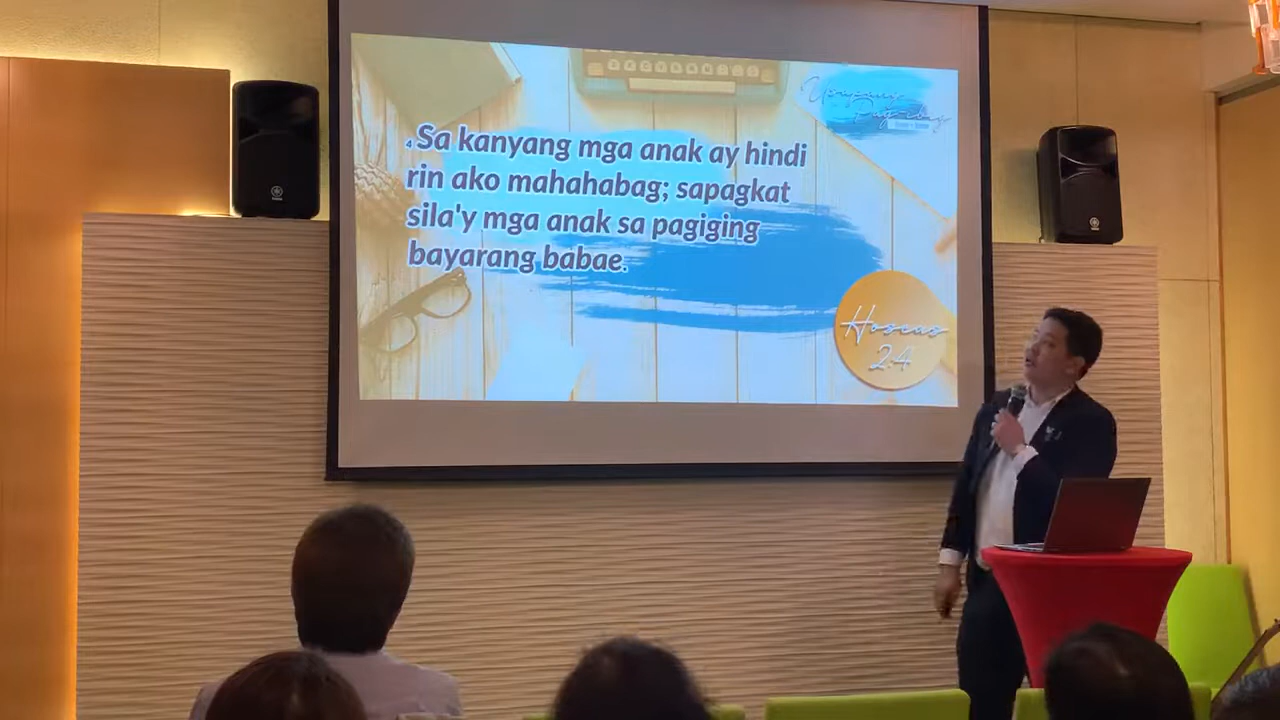 4 Sa kanyang mga anak ay hindi
rin ako mahahabag; sapagkat
sila'y mga anak sa pagiging
bayarang babae.
Hoseas
2:4